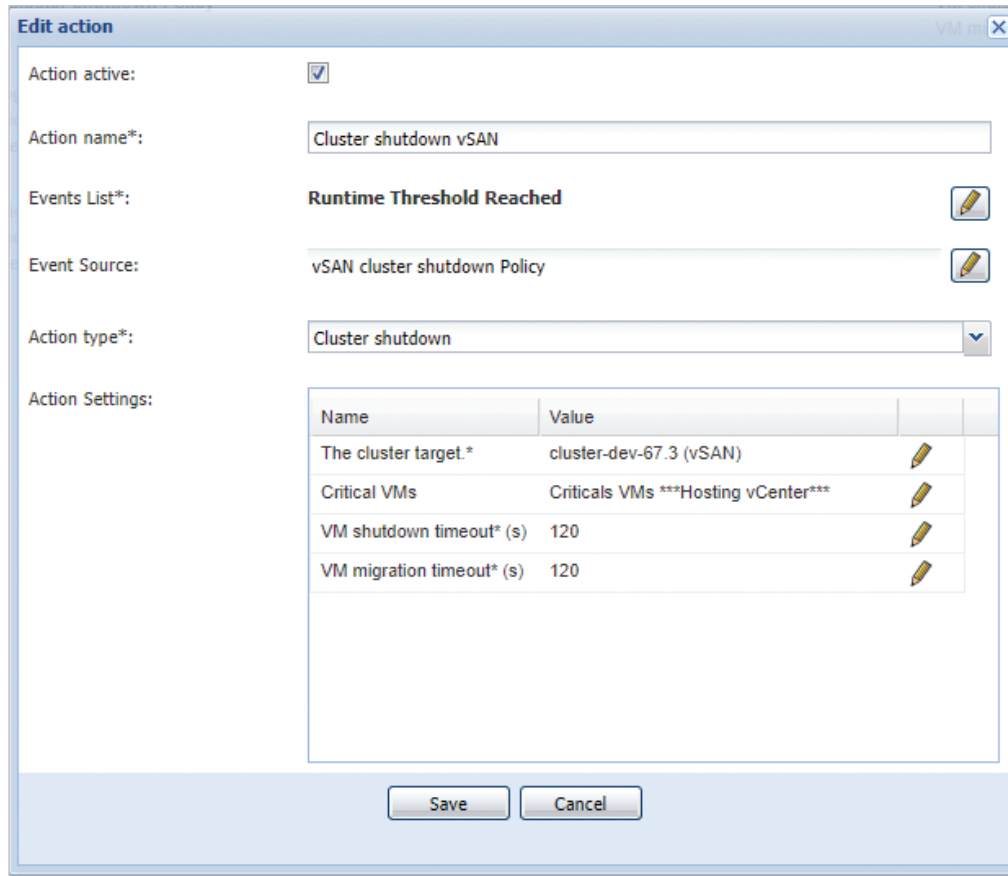 Edit action
Action active:
Action name*:
Cluster shutdown vSAN
Events List*:
Runtime Threshold Reached
Event Source:
vSAN cluster shutdown Policy
Action type*:
Cluster shutdown
Action Settings:
Name Value
The cluster target.* cluster-dev-67.3 (vSAN)
Critical VMs Criticals VMs ***Hosting vCenter***
VM shutdown timeout* (s) 120
VM migration timeout* (s) 120
Save Cancel